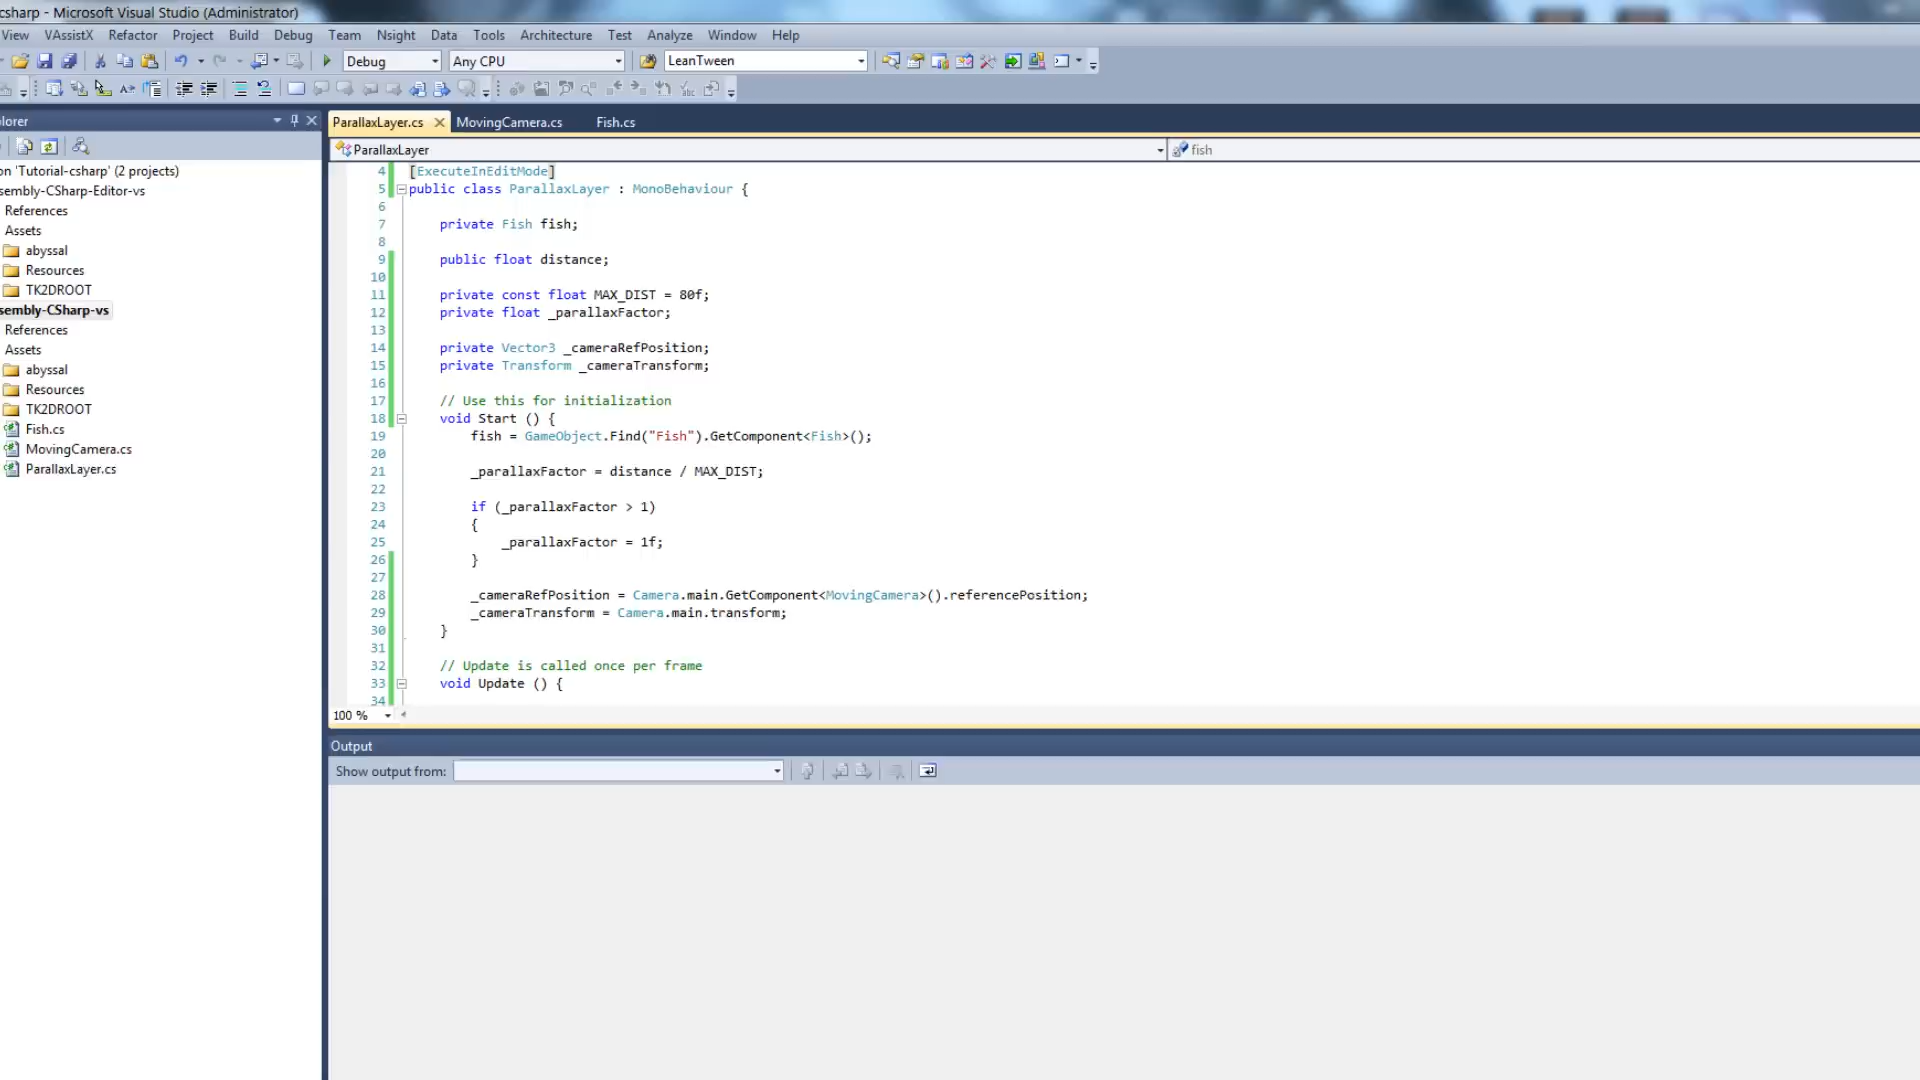 csharp - Microsoft Visual Studio (Administrator)
View VAssistX Refactor Project Build Debug Team Nsight Data Tools Architecture Test Analyze Window Help
Debug Any CPU LeanTween
lorer
ParallaxLayer.cs MovingCamera.cs Fish.cs
ParallaxLayer fish
on 'Tutorial-csharp' (2 projects)
sembly-CSharp-Editor-vs
References
Assets
abyssal
Resources
TK2DROOT
sembly-CSharp-vs
References
Assets
abyssal
Resources
TK2DROOT
Fish.cs
MovingCamera.cs
ParallaxLayer.cs
4 [ExecuteInEditMode]
5 public class ParallaxLayer : MonoBehaviour {
6
7 private Fish fish;
8
9 public float distance;
10
11 private const float MAX_DIST = 80f;
12 private float _parallaxFactor;
13
14 private Vector3 _cameraRefPosition;
15 private Transform _cameraTransform;
16
17 // Use this for initialization
18 void Start () {
19 fish = GameObject.Find("Fish").GetComponent<Fish>();
20
21 _parallaxFactor = distance / MAX_DIST;
22
23 if (_parallaxFactor > 1)
24 {
25 _parallaxFactor = 1f;
26 }
27
28 _cameraRefPosition = Camera.main.GetComponent<MovingCamera>().referencePosition;
29 _cameraTransform = Camera.main.transform;
30 }
31
32 // Update is called once per frame
33 void Update () {
34
100 %
Output
Show output from: